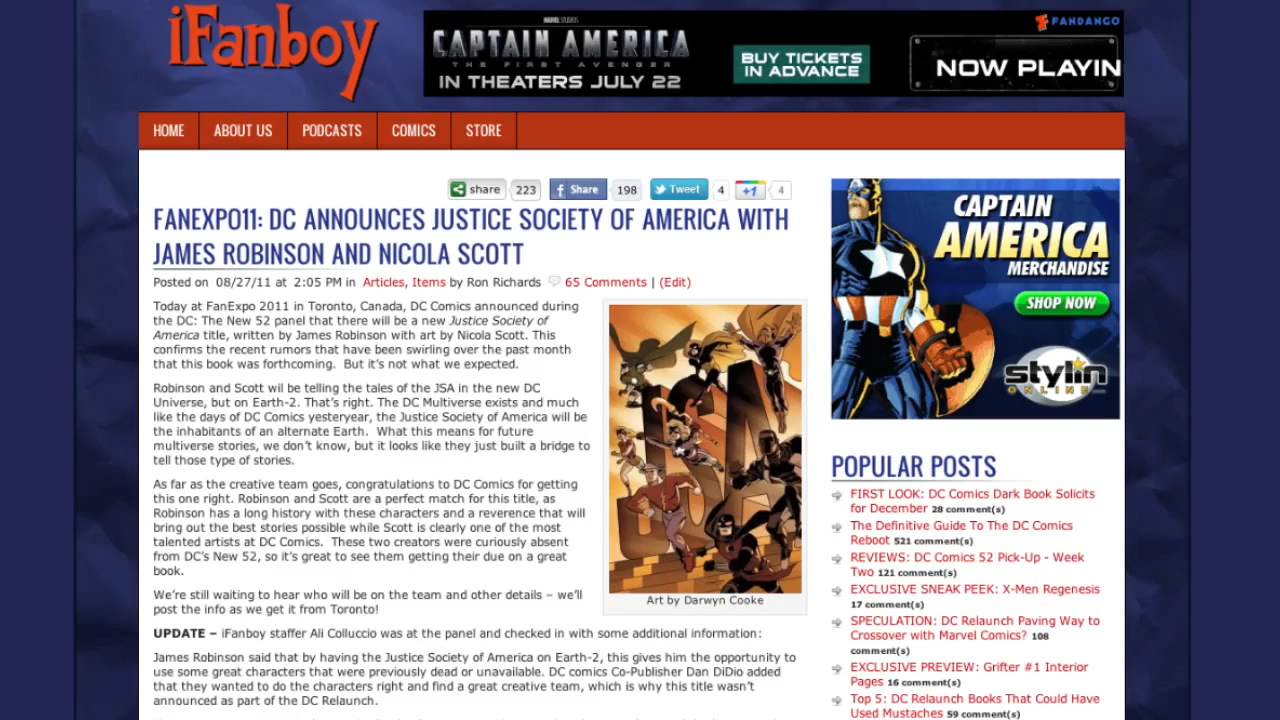 iFanboy
MARVEL STUDIOS
CAPTAIN AMERICA
THE FIRST AVENGER
IN THEATERS JULY 22
BUY TICKETS
IN ADVANCE
FANDANGO
NOW PLAYIN
HOME
ABOUT US
PODCASTS
COMICS
STORE
share 223
Share 198
Tweet 4
+1 4
FANEXPO11: DC ANNOUNCES JUSTICE SOCIETY OF AMERICA WITH
JAMES ROBINSON AND NICOLA SCOTT
Posted on 08/27/11 at 2:05 PM in Articles, Items by Ron Richards 65 Comments | (Edit)
Today at FanExpo 2011 in Toronto, Canada, DC Comics announced during
the DC: The New 52 panel that there will be a new Justice Society of
America title, written by James Robinson with art by Nicola Scott. This
confirms the recent rumors that have been swirling over the past month
that this book was forthcoming. But it's not what we expected.
Robinson and Scott wil be telling the tales of the JSA in the new DC
Universe, but on Earth-2. That's right. The DC Multiverse exists and much
like the days of DC Comics yesteryear, the Justice Society of America will be
the inhabitants of an alternate Earth. What this means for future
multiverse stories, we don't know, but it looks like they just built a bridge to
tell those type of stories.
As far as the creative team goes, congratulations to DC Comics for getting
this one right. Robinson and Scott are a perfect match for this title, as
Robinson has a long history with these characters and a reverence that will
bring out the best stories possible while Scott is clearly one of the most
talented artists at DC Comics. These two creators were curiously absent
from DC's New 52, so it's great to see them getting their due on a great
book.
We're still waiting to hear who will be on the team and other details – we'll
post the info as we get it from Toronto!
Art by Darwyn Cooke
UPDATE – iFanboy staffer Ali Colluccio was at the panel and checked in with some additional information:
James Robinson said that by having the Justice Society of America on Earth-2, this gives him the opportunity to
use some great characters that were previously dead or unavailable. DC comics Co-Publisher Dan DiDio added
that they wanted to do the characters right and find a great creative team, which is why this title wasn't
announced as part of the DC Relaunch.
CAPTAIN
AMERICA
MERCHANDISE
SHOP NOW
stylin
ONLINE
POPULAR POSTS
FIRST LOOK: DC Comics Dark Book Solicits
for December 28 comment(s)
The Definitive Guide To The DC Comics
Reboot 521 comment(s)
REVIEWS: DC Comics 52 Pick-Up - Week
Two 121 comment(s)
EXCLUSIVE SNEAK PEEK: X-Men Regenesis
17 comment(s)
SPECULATION: DC Relaunch Paving Way to
Crossover with Marvel Comics? 108
comment(s)
EXCLUSIVE PREVIEW: Grifter #1 Interior
Pages 16 comment(s)
Top 5: DC Relaunch Books That Could Have
Used Mustaches 59 comment(s)